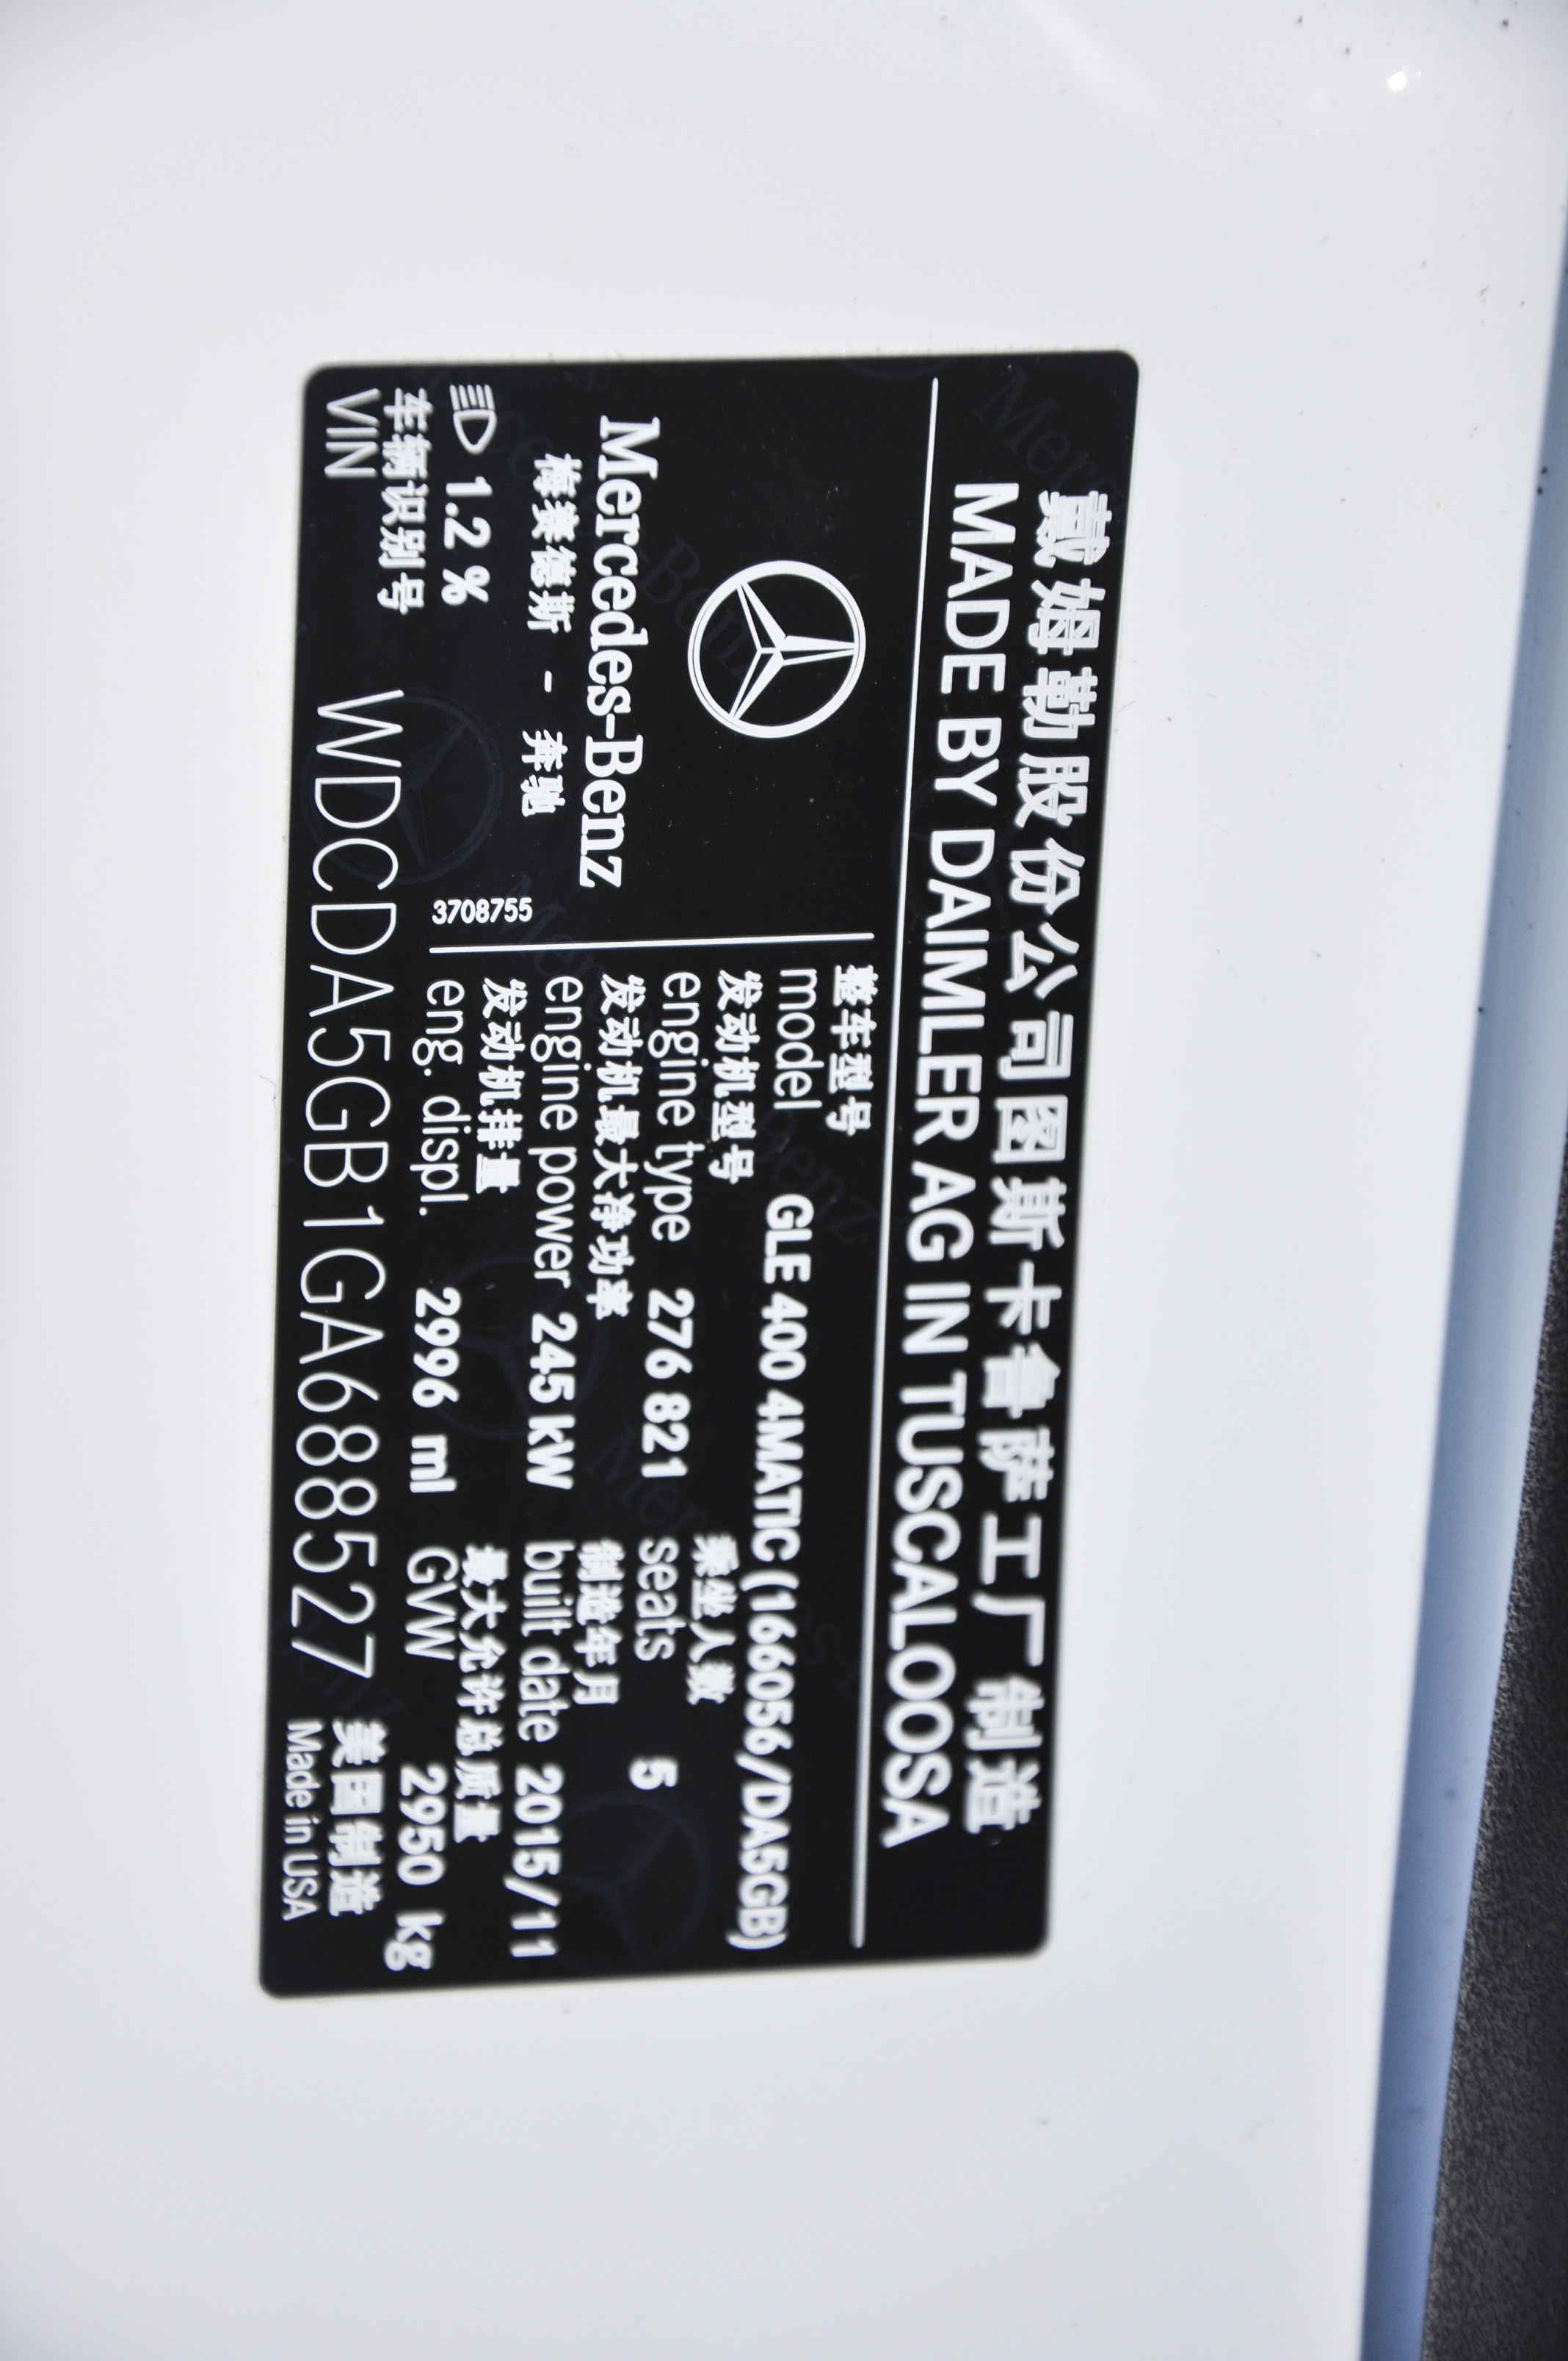 戴姆勒股份公司图斯卡鲁萨工厂制造
MADE BY DAIMLER AG IN TUSCALOOSA
Mercedes-Benz
梅赛德斯 - 奔驰
1.2 %
3708755
整车型号
model GLE 400 4MATIC (166056/DA5GB)
发动机型号 乘坐人数
engine type 276 821 seats 5
发动机最大净功率 制造年月
engine power 245 kW built date 2015/11
发动机排量 最大允许总质量
eng. displ. 2996 ml GVW 2950 kg
车辆识别号 美国制造
VIN WDCDA5GB1GA688527 Made in USA